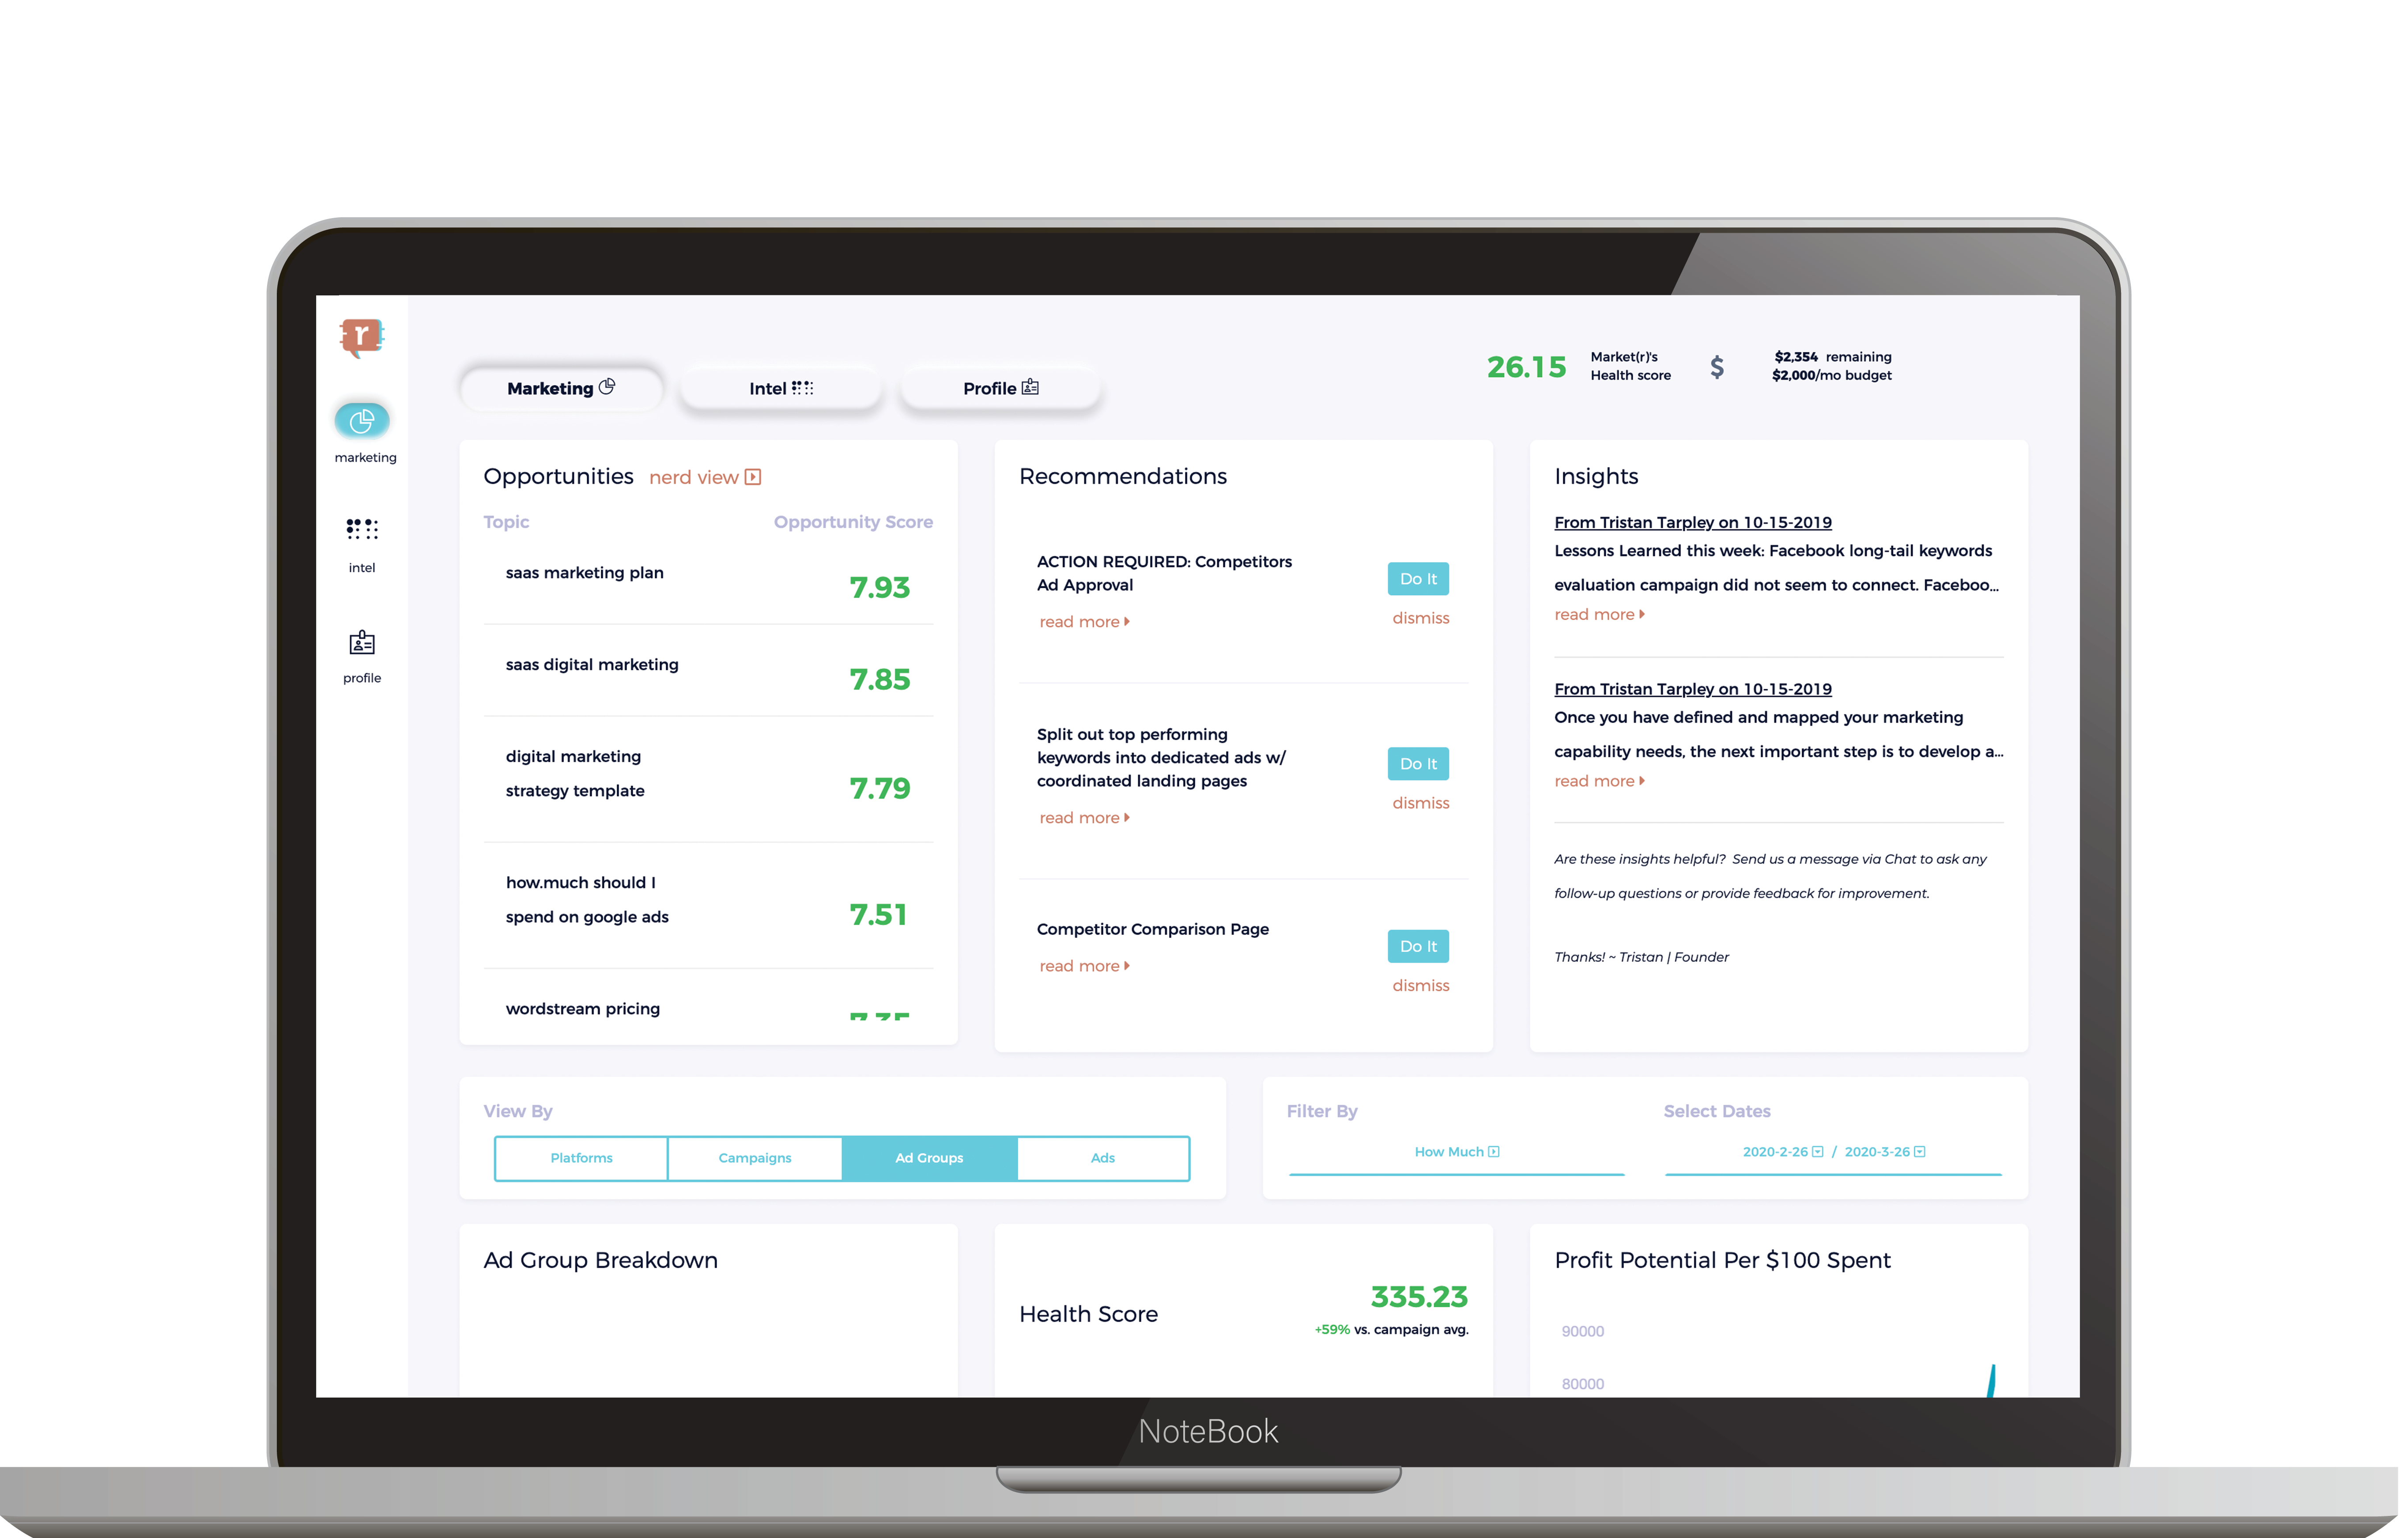 r
marketing
intel
profile
Marketing
Intel
Profile
26.15
Market(r)'s
Health score
$
$2,354 remaining
$2,000/mo budget
Opportunities nerd view
Topic Opportunity Score
saas marketing plan
7.93
saas digital marketing
7.85
digital marketing
strategy template
7.79
how.much should I
spend on google ads
7.51
wordstream pricing
Recommendations
ACTION REQUIRED: Competitors
Ad Approval
read more
Do It
dismiss
Split out top performing
keywords into dedicated ads w/
coordinated landing pages
read more
Do It
dismiss
Competitor Comparison Page
read more
Do It
dismiss
Insights
From Tristan Tarpley on 10-15-2019
Lessons Learned this week: Facebook long-tail keywords
evaluation campaign did not seem to connect. Faceboo...
read more
From Tristan Tarpley on 10-15-2019
Once you have defined and mapped your marketing
capability needs, the next important step is to develop a...
read more
Are these insights helpful? Send us a message via Chat to ask any
follow-up questions or provide feedback for improvement.
Thanks! ~ Tristan | Founder
View By
Platforms Campaigns Ad Groups Ads
Filter By
How Much
Select Dates
2020-2-26 / 2020-3-26
Ad Group Breakdown
Health Score
335.23
+59% vs. campaign avg.
Profit Potential Per $100 Spent
90000
80000
NoteBook